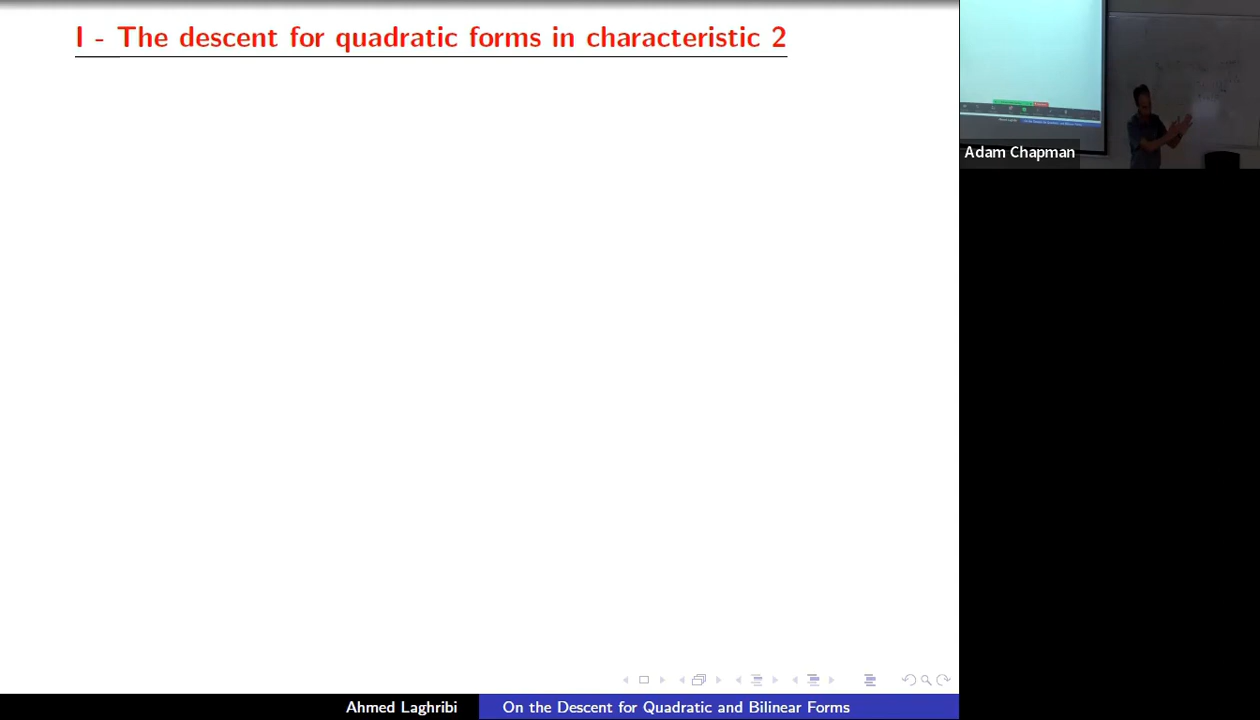 I - The descent for quadratic forms in characteristic 2
Adam Chapman
Ahmed Laghribi On the Descent for Quadratic and Bilinear Forms